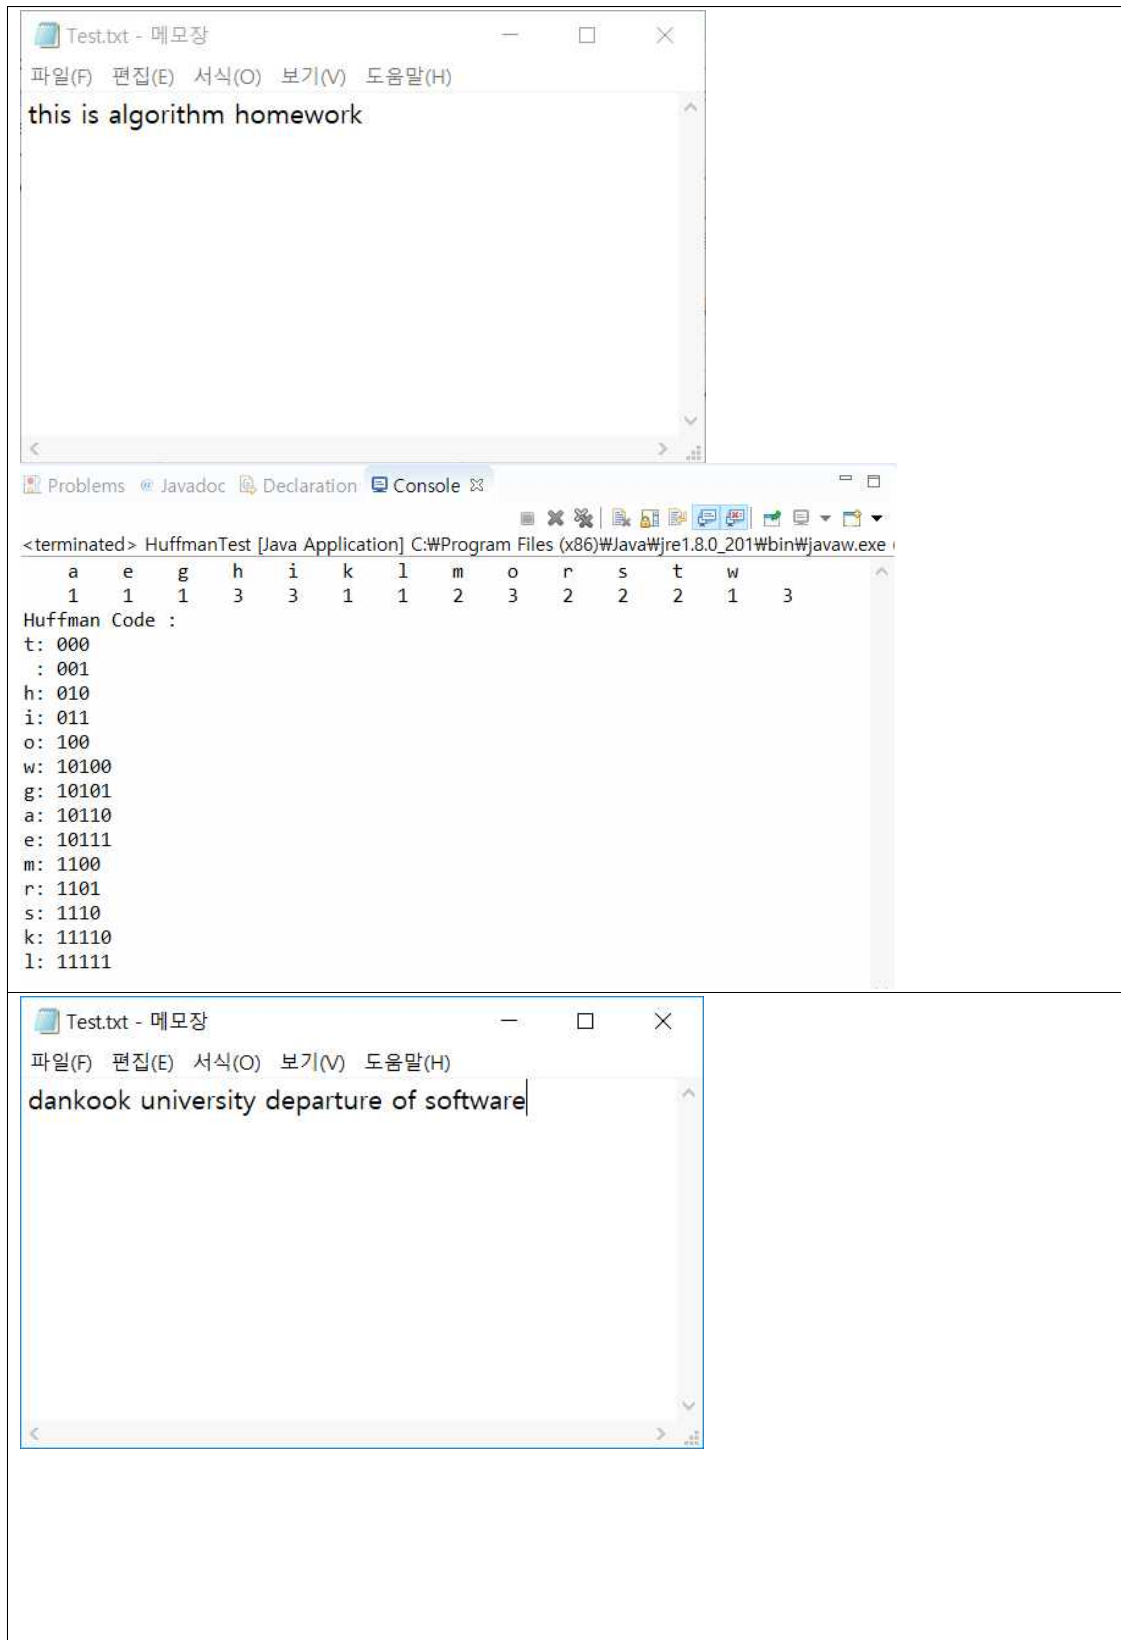 Test.txt - 메모장
파일(F) 편집(E) 서식(O) 보기(V) 도움말(H)
this is algorithm homework
Problems @ Javadoc Declaration Console
<terminated> HuffmanTest [Java Application] C:₩Program Files (x86)₩Java₩jre1.8.0_201₩bin₩javaw.exe (
a e g h i k l m o r s t w
1 1 1 3 3 1 1 2 3 2 2 2 1 3
Huffman Code :
t: 000
 : 001
h: 010
i: 011
o: 100
w: 10100
g: 10101
a: 10110
e: 10111
m: 1100
r: 1101
s: 1110
k: 11110
l: 11111
Test.txt - 메모장
파일(F) 편집(E) 서식(O) 보기(V) 도움말(H)
dankook university departure of software